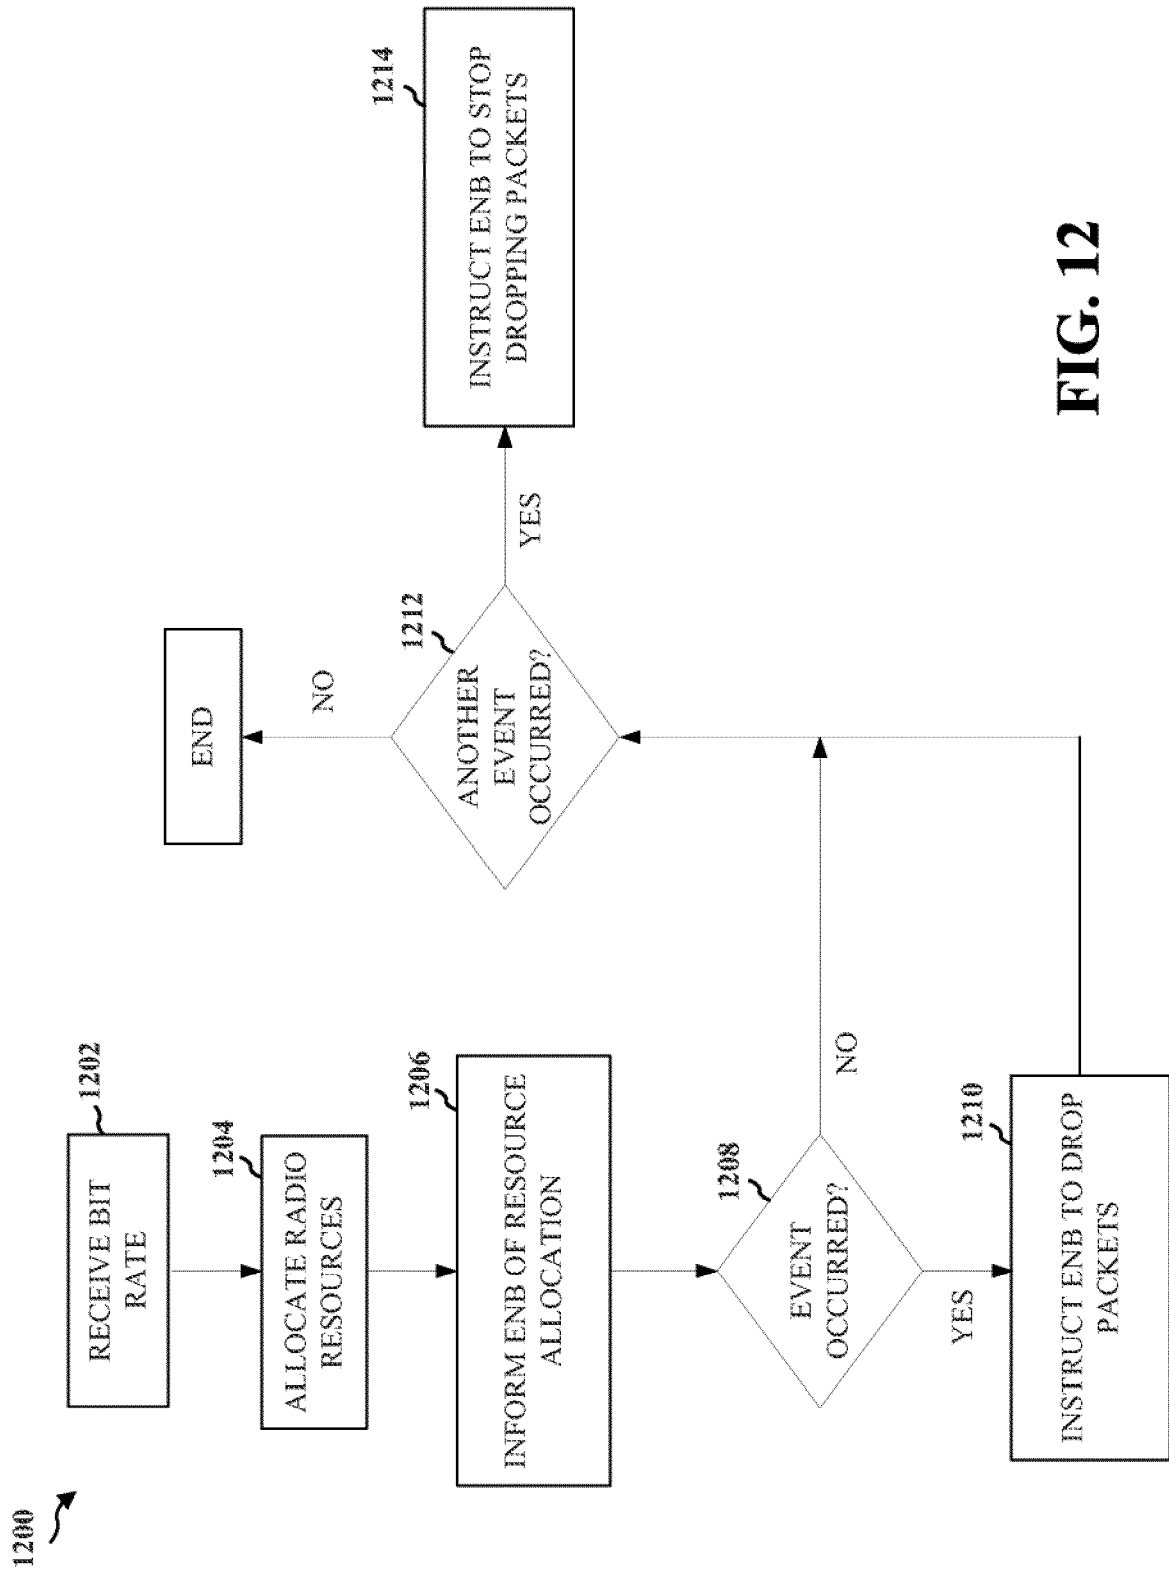 1200
1202
RECEIVE BIT
RATE
1204
ALLOCATE RADIO
RESOURCES
1206
INFORM ENB OF RESOURCE
ALLOCATION
1208
EVENT
OCCURRED?
NO
YES
1210
INSTRUCT ENB TO DROP
PACKETS
1212
ANOTHER
EVENT
OCCURRED?
NO
END
YES
1214
INSTRUCT ENB TO STOP
DROPPING PACKETS
FIG. 12